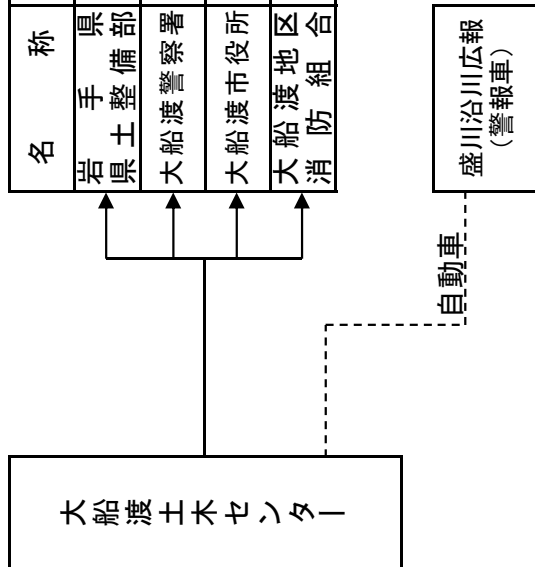 名称
岩手県
県土整備部
大船渡警察署
大船渡市役所
大船渡地区
消防組合
盛川沿川広報
（警報車）
自動車
大船渡土木センター